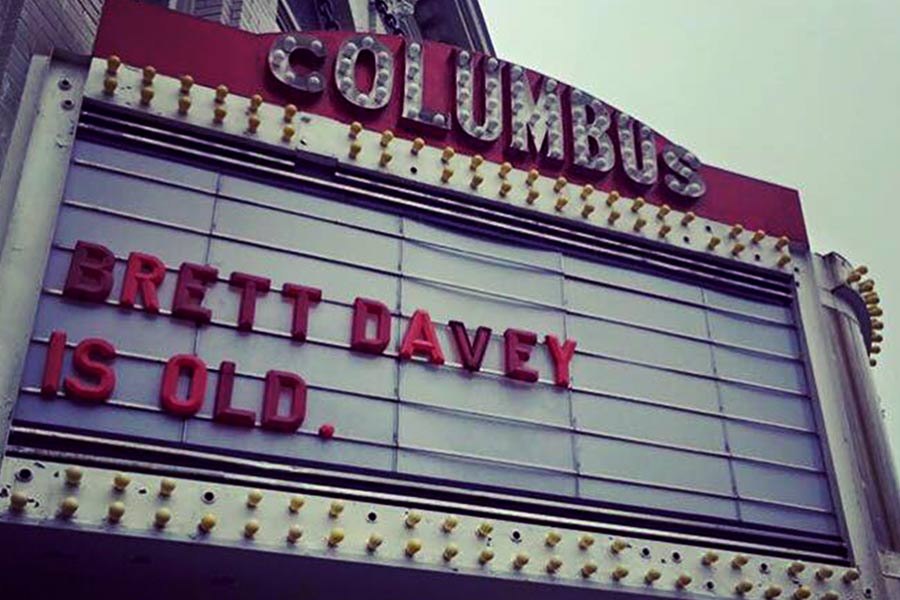 COLUMBUS
BRETT DAVEY
IS OLD.